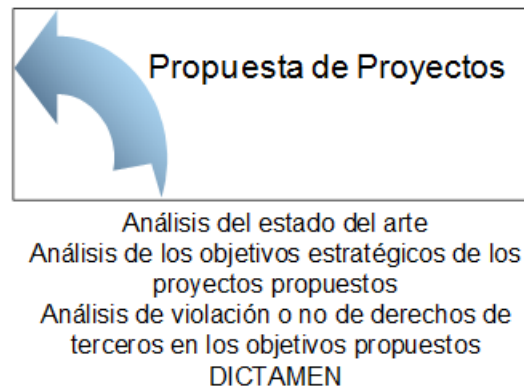 Propuesta de Proyectos
Análisis del estado del arte
Análisis de los objetivos estratégicos de los
proyectos propuestos
Análisis de violación o no de derechos de
terceros en los objetivos propuestos
DICTAMEN